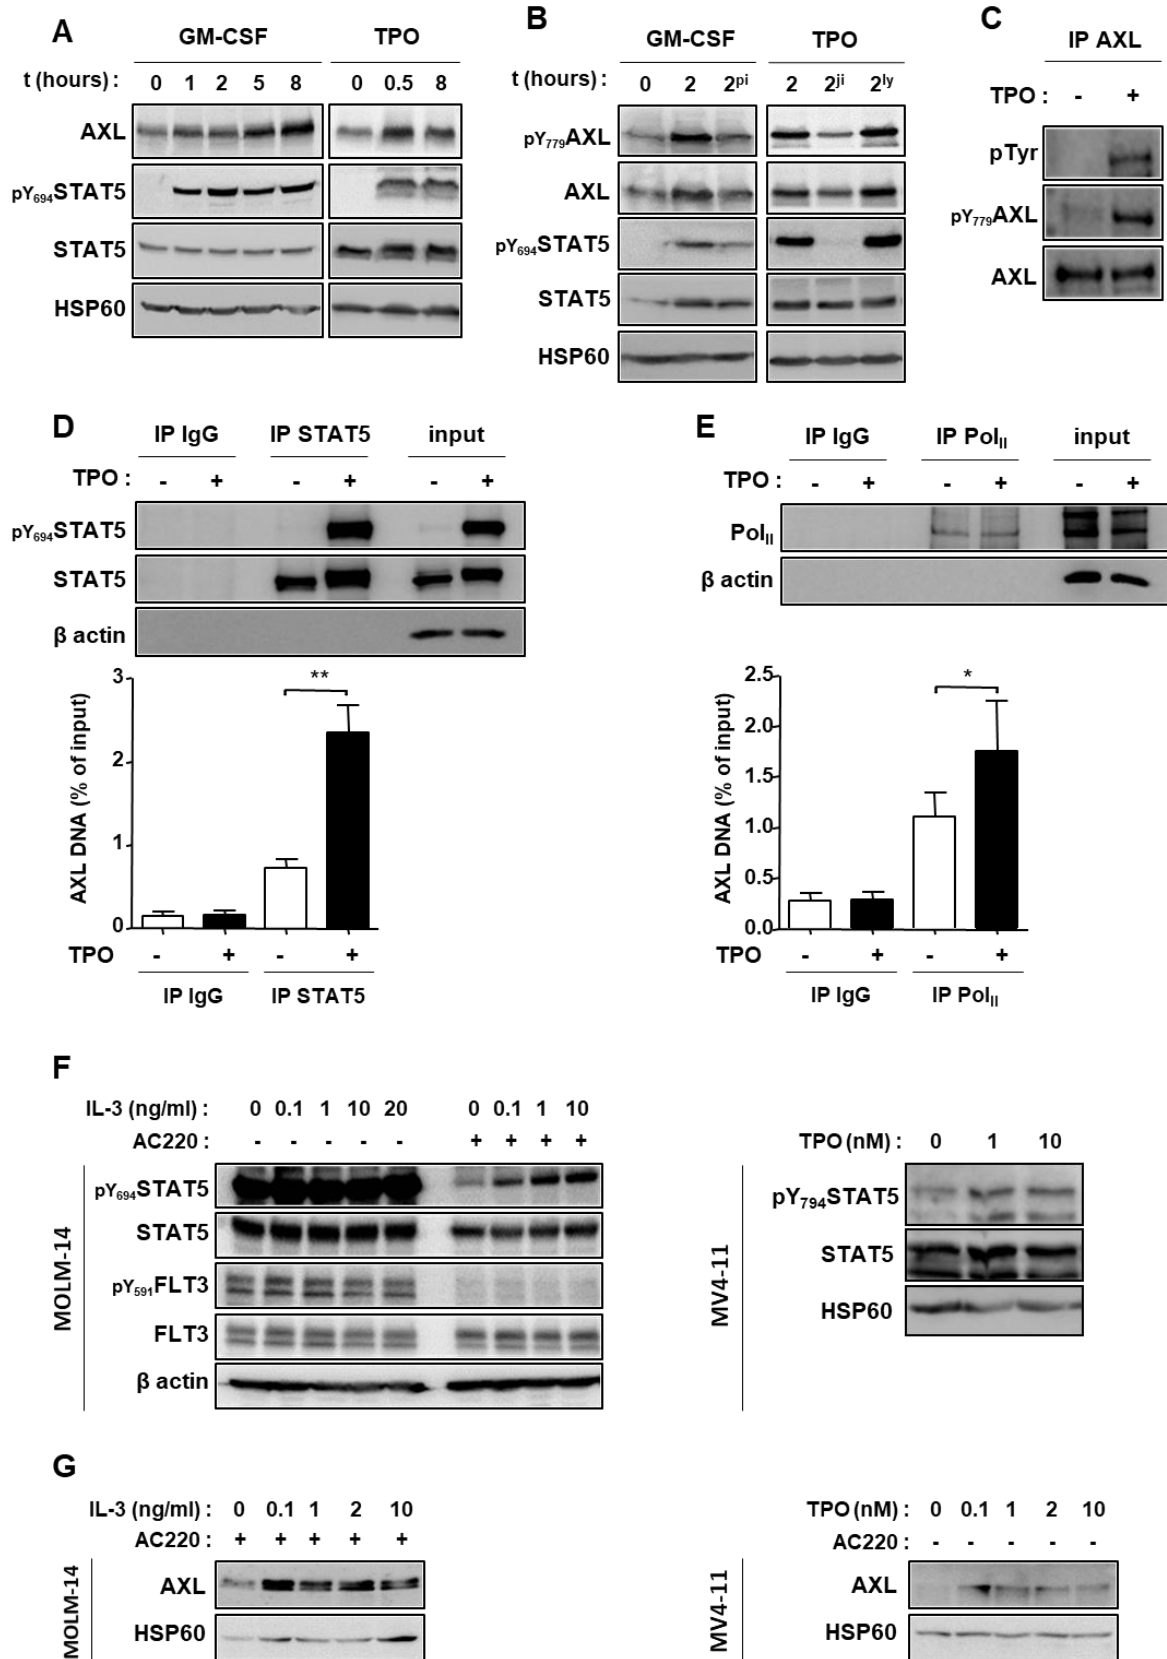 A
GM-CSF TPO
t (hours) : 0 1 2 5 8 0 0.5 8
AXL
pY694STAT5
STAT5
HSP60
B
GM-CSF TPO
t (hours) : 0 2 2pi 2 2ji 2ly
pY779AXL
AXL
pY694STAT5
STAT5
HSP60
C
IP AXL
TPO : - +
pTyr
pY779AXL
AXL
D
IP IgG IP STAT5 input
TPO : - + - + - +
pY694STAT5
STAT5
β actin
AXL DNA (% of input)
3
2
1
0
**
TPO - + - +
IP IgG IP STAT5
E
IP IgG IP PolII input
TPO : - + - + - +
PolII
β actin
AXL DNA (% of input)
2.5
2.0
1.5
1.0
0.5
0.0
*
TPO - + - +
IP IgG IP PolII
F
IL-3 (ng/ml) : 0 0.1 1 10 20 0 0.1 1 10
AC220 : - - - - - + + + +
MOLM-14
pY694STAT5
STAT5
pY591FLT3
FLT3
β actin
TPO (nM) : 0 1 10
MV4-11
pY794STAT5
STAT5
HSP60
G
IL-3 (ng/ml) : 0 0.1 1 2 10
AC220 : + + + + +
MOLM-14
AXL
HSP60
TPO (nM) : 0 0.1 1 2 10
AC220 : - - - - -
MV4-11
AXL
HSP60